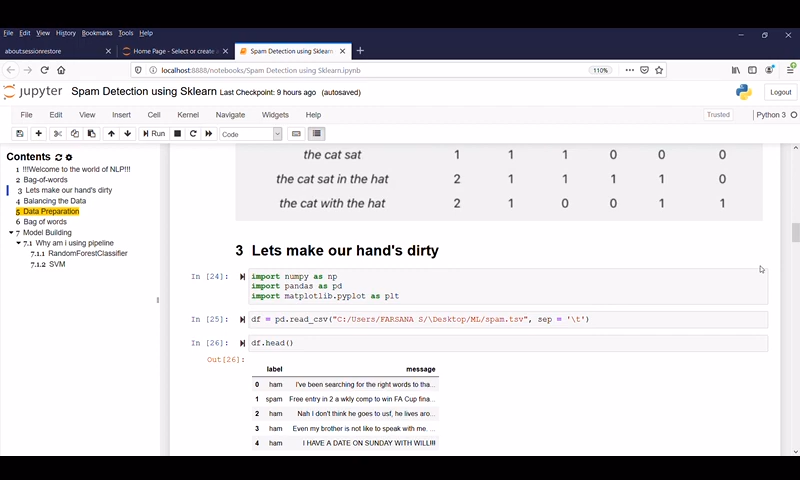 File Edit View History Bookmarks Tools Help
about:sessionrestore
Home Page - Select or create
Spam Detection using Sklearn
localhost:8888/notebooks/Spam Detection using Sklearn.ipynb
110%
jupyter Spam Detection using Sklearn Last Checkpoint: 9 hours ago (autosaved)
Logout
File Edit View Insert Cell Kernel Navigate Widgets Help
Trusted Python 3
Run
Code
Contents
1 !!!Welcome to the world of NLP!!!
2 Bag-of-words
3 Lets make our hand's dirty
4 Balancing the Data
5 Data Preparation
6 Bag of words
7 Model Building
7.1 Why am i using pipeline
7.1.1 RandomForestClassifier
7.1.2 SVM
the cat sat 1 1 1 0 0 0
the cat sat in the hat 2 1 1 1 1 0
the cat with the hat 2 1 0 0 1 1
3 Lets make our hand's dirty
In [24]: import numpy as np
import pandas as pd
import matplotlib.pyplot as plt
In [25]: df = pd.read_csv("C:/Users/FARSANA S/\Desktop/ML/spam.tsv", sep = '\t')
In [26]: df.head()
Out[26]:
label message
0 ham I've been searching for the right words to tha...
1 spam Free entry in 2 a wkly comp to win FA Cup fina...
2 ham Nah I don't think he goes to usf, he lives aro...
3 ham Even my brother is not like to speak with me. ...
4 ham I HAVE A DATE ON SUNDAY WITH WILL!!!